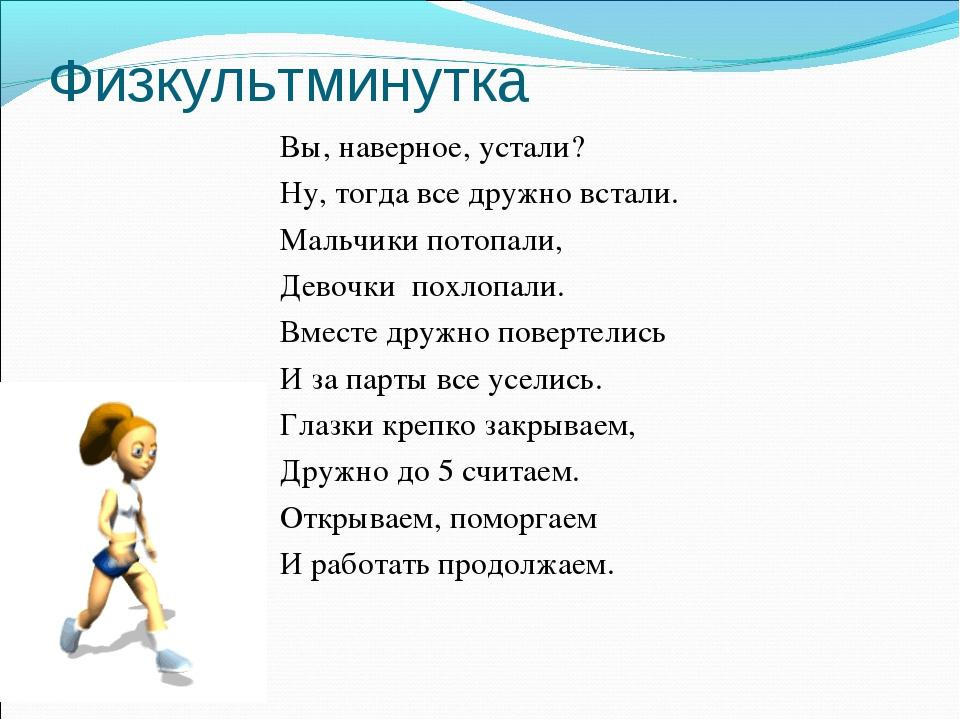 Физкультминутка
Вы, наверное, устали?
Ну, тогда все дружно встали.
Мальчики потопали,
Девочки  похлопали.
Вместе дружно повертелись
И за парты все уселись.
Глазки крепко закрываем,
Дружно до 5 считаем.
Открываем, поморгаем
И работать продолжаем.